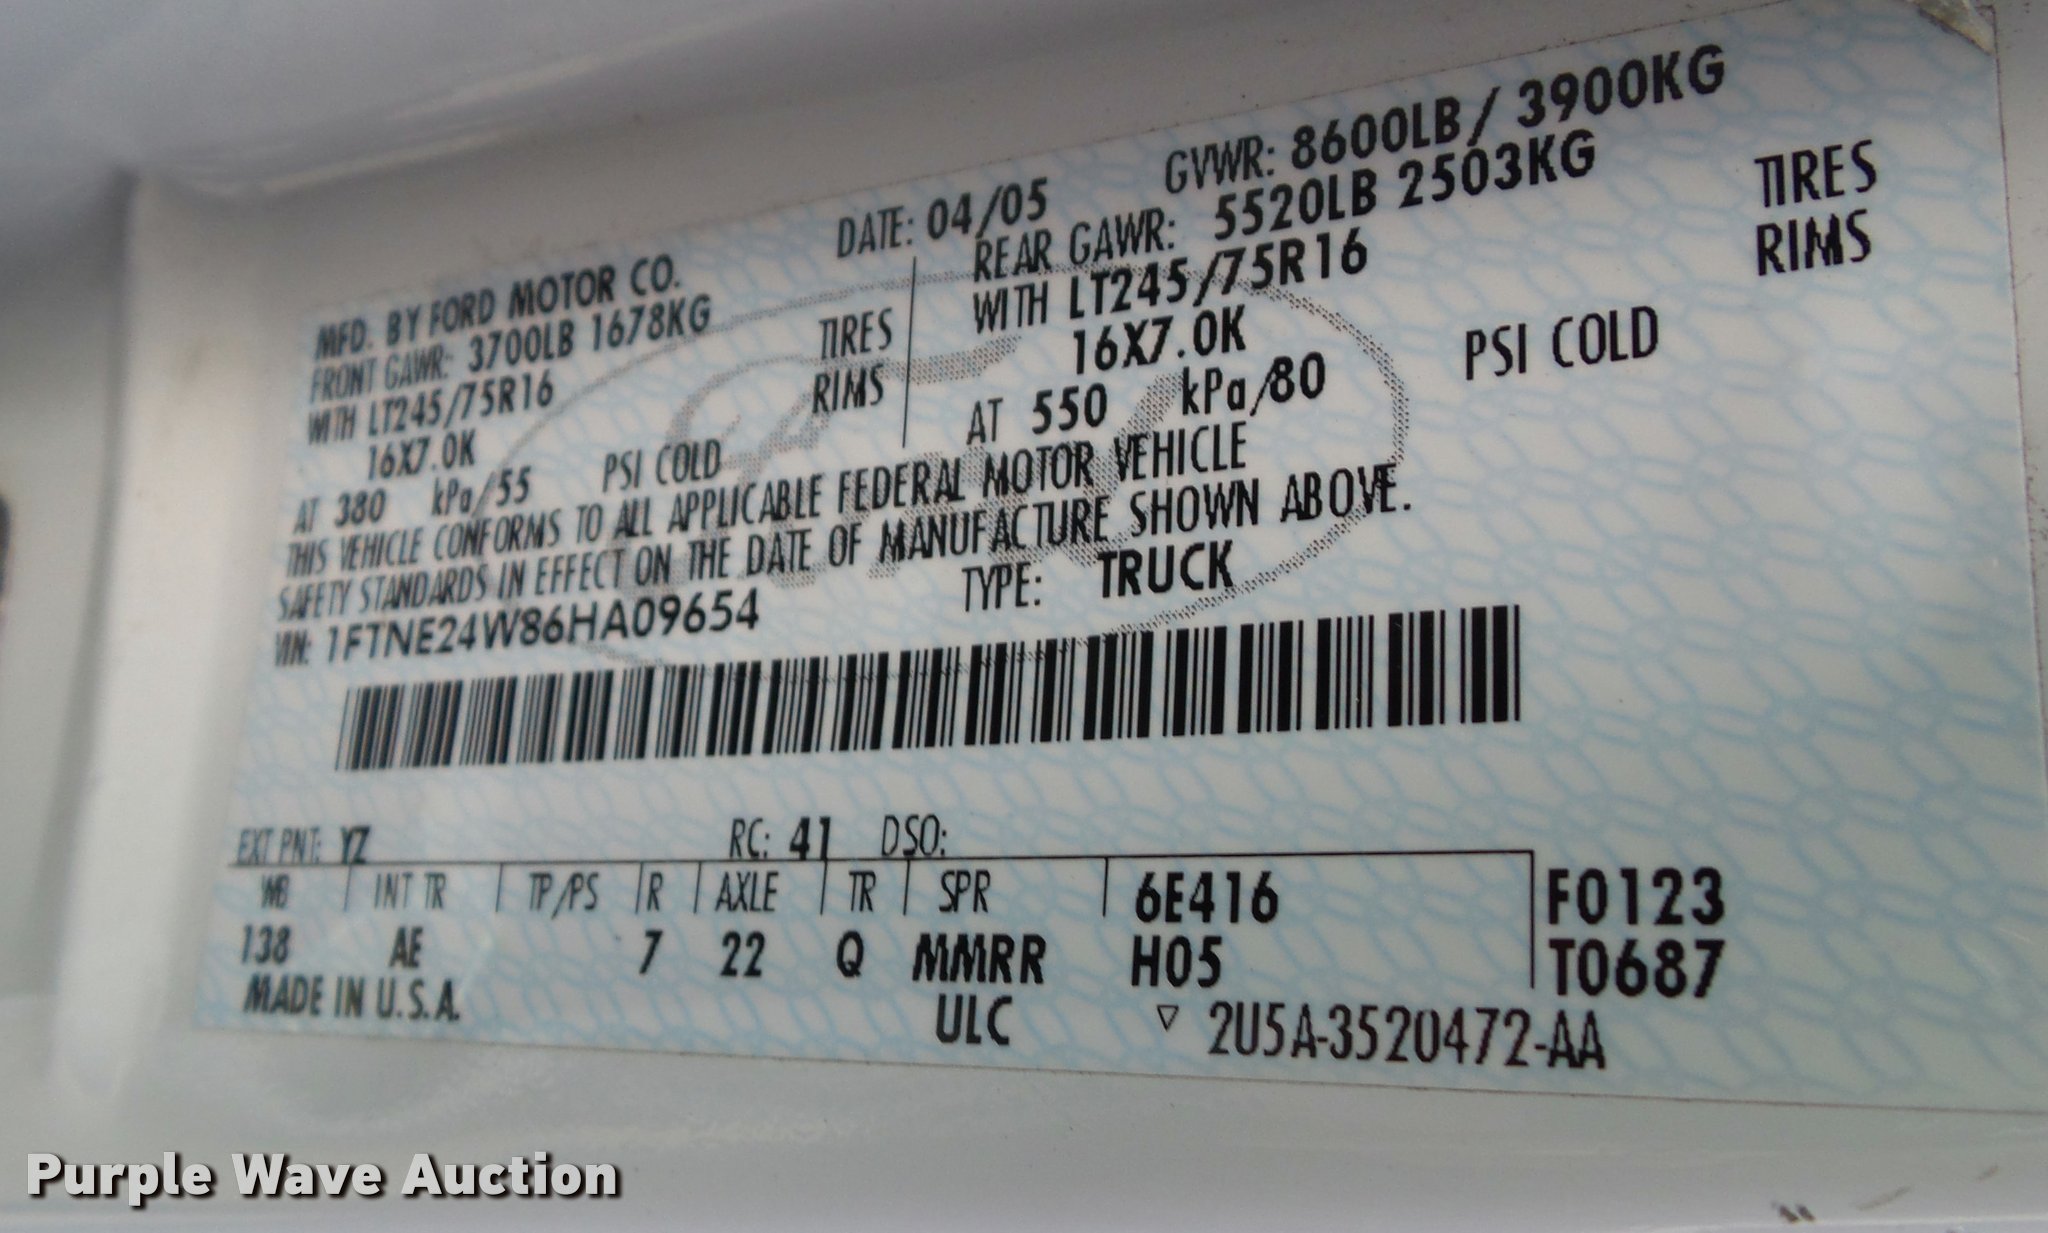 MFD. BY FORD MOTOR CO. DATE: 04/05 GVWR: 8600LB/ 3900KG
FRONT GAWR: 3700LB 1678KG REAR GAWR: 5520LB 2503KG
WITH LT245/75R16 TIRES WITH LT245/75R16 TIRES
16X7.0K RIMS 16X7.0K RIMS
AT 380 kPa/55 PSI COLD AT 550 kPa/80 PSI COLD
THIS VEHICLE CONFORMS TO ALL APPLICABLE FEDERAL MOTOR VEHICLE
SAFETY STANDARDS IN EFFECT ON THE DATE OF MANUFACTURE SHOWN ABOVE.
VIN: 1FTNE24W86HA09654 TYPE: TRUCK
EXT PNT: YZ RC: 41 DSO:
WB INT TR TP/PS R AXLE TR SPR 6E416 F0123
138 AE 7 22 Q MMRR H05 T0687
MADE IN U.S.A. ULC ▽ 2U5A-3520472-AA
Purple Wave Auction